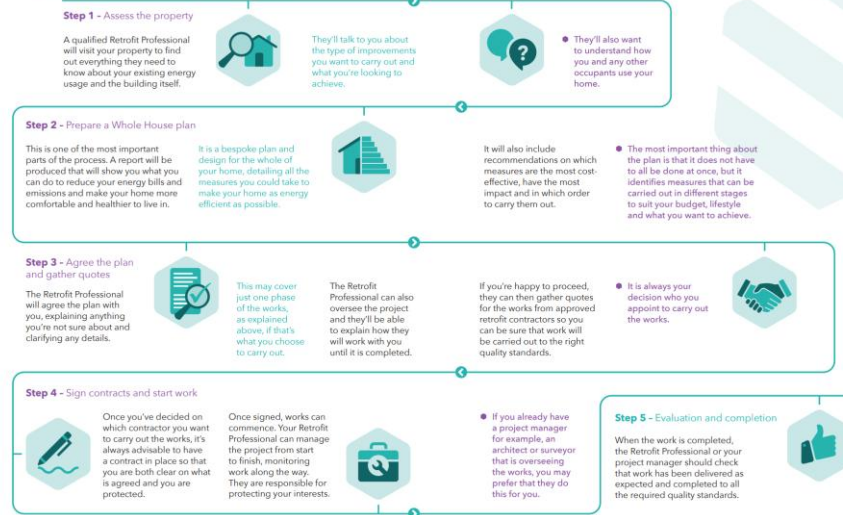 Step 1 – Assess the property
A qualified Retrofit Professional
will visit your property to find
out everything they need to
know about your existing energy
usage and the building itself.
They'll talk to you about
the type of improvements
you want to carry out and
what you're looking to
achieve.
?
They'll also want
to understand how
you and any other
occupants use your
home.
Step 2 – Prepare a Whole House plan
This is one of the most important
parts of the process. A report will be
produced that will show you what you
can do to reduce your energy bills and
emissions and make your home more
comfortable and healthier to live in.
It is a bespoke plan and
design for the whole of
your home, detailing all the
measures you could take to
make your home as energy
efficient as possible.
It will also include
recommendations on which
measures are the most cost-
effective, have the most
impact and in which order
to carry them out.
The most important thing about
the plan is that it does not have
to all be done at once, but it
identifies measures that can be
carried out in different stages
to suit your budget, lifestyle
and what you want to achieve.
Step 3 – Agree the plan
and gather quotes
The Retrofit Professional
will agree the plan with
you, explaining anything
you're not sure about and
clarifying any details.
This may cover
just one phase
of the works,
as explained
above, if that's
what you choose
to carry out.
The Retrofit
Professional can also
oversee the project
and they'll be able
to explain how they
will work with you
until it is completed.
If you're happy to proceed,
they can then gather quotes
for the works from approved
retrofit contractors so you
can be sure that work will
be carried out to the right
quality standards.
It is always your
decision who you
appoint to carry out
the works.
Step 4 – Sign contracts and start work
Once you've decided on
which contractor you want
to carry out the works, it's
always advisable to have
a contract in place so that
you are both clear on what
is agreed and you are
protected.
Once signed, works can
commence. Your Retrofit
Professional can manage
the project from start
to finish, monitoring
work along the way.
They are responsible for
protecting your interests.
If you already have
a project manager
for example, an
architect or surveyor
that is overseeing
the works, you may
prefer that they do
this for you.
Step 5 – Evaluation and completion
When the work is completed,
the Retrofit Professional or your
project manager should check
that work has been delivered as
expected and completed to all
the required quality standards.